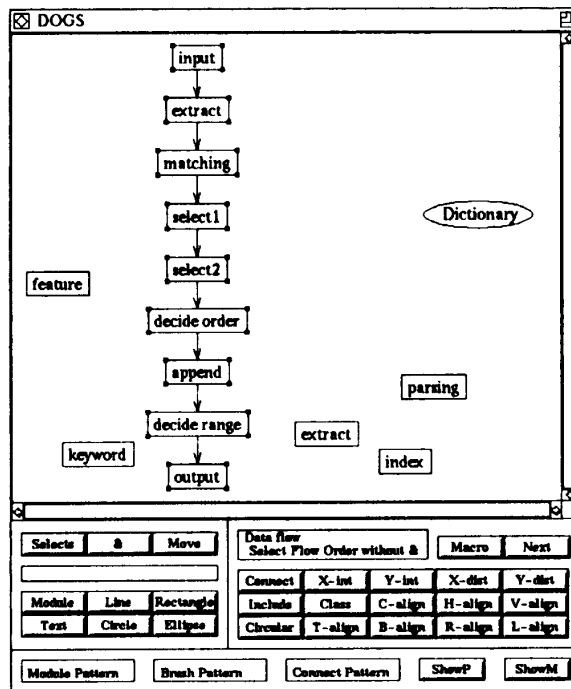 DOGS
input
extract
matching
select1
Dictionary
select2
feature
decide order
append
parsing
decide range
extract
keyword
index
output
Selects & Move
Data flow
Select Flow Order without &
Macro Next
Connect X-int Y-int X-dist Y-dist
Module Line Rectangle
Include Class C-align H-align V-align
Text Circle Ellipse
Circular T-align B-align R-align L-align
Module Pattern Brush Pattern Connect Pattern ShowP ShowM